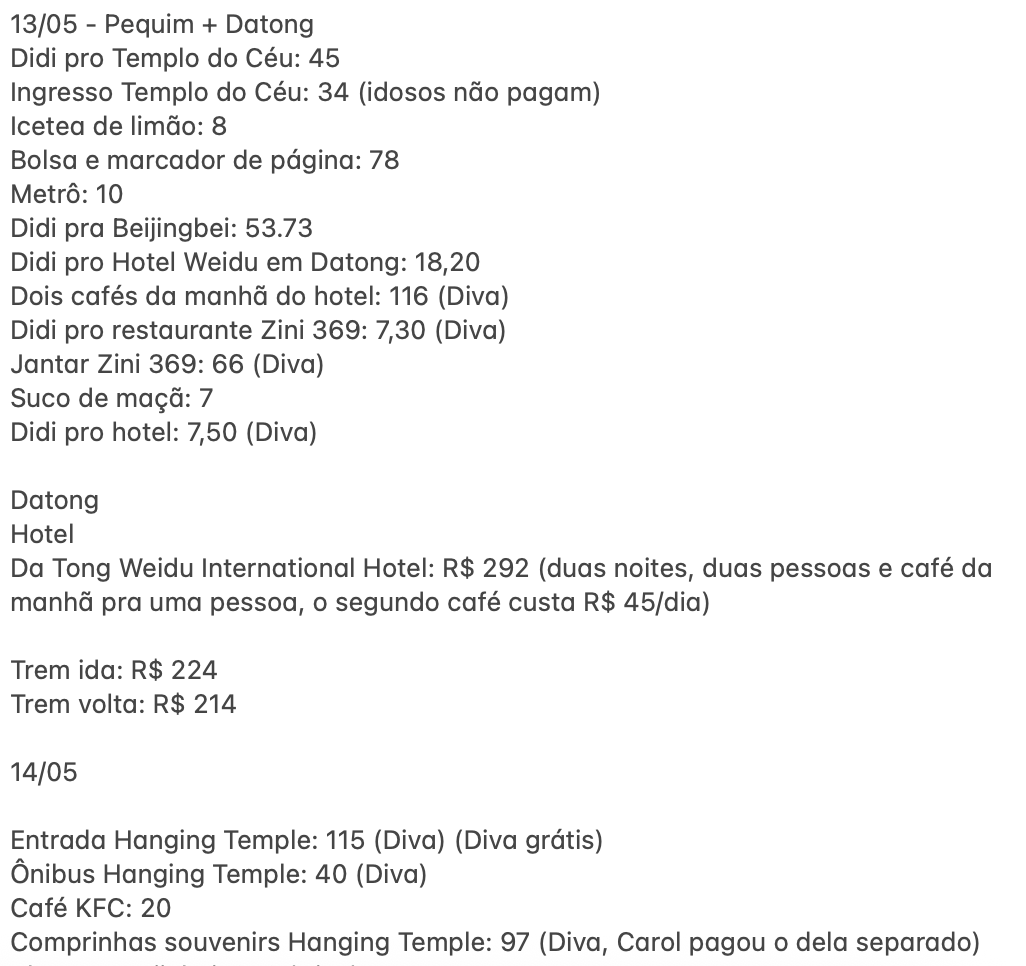 13/05 - Pequim + Datong
Didi pro Templo do Céu: 45
Ingresso Templo do Céu: 34 (idosos não pagam)
Icetea de limão: 8
Bolsa e marcador de página: 78
Metrô: 10
Didi pra Beijingbei: 53.73
Didi pro Hotel Weidu em Datong: 18,20
Dois cafés da manhã do hotel: 116 (Diva)
Didi pro restaurante Zini 369: 7,30 (Diva)
Jantar Zini 369: 66 (Diva)
Suco de maçã: 7
Didi pro hotel: 7,50 (Diva)
Datong
Hotel
Da Tong Weidu International Hotel: R$ 292 (duas noites, duas pessoas e café da
manhã pra uma pessoa, o segundo café custa R$ 45/dia)
Trem ida: R$ 224
Trem volta: R$ 214
14/05
Entrada Hanging Temple: 115 (Diva) (Diva grátis)
Ônibus Hanging Temple: 40 (Diva)
Café KFC: 20
Comprinhas souvenirs Hanging Temple: 97 (Diva, Carol pagou o dela separado)